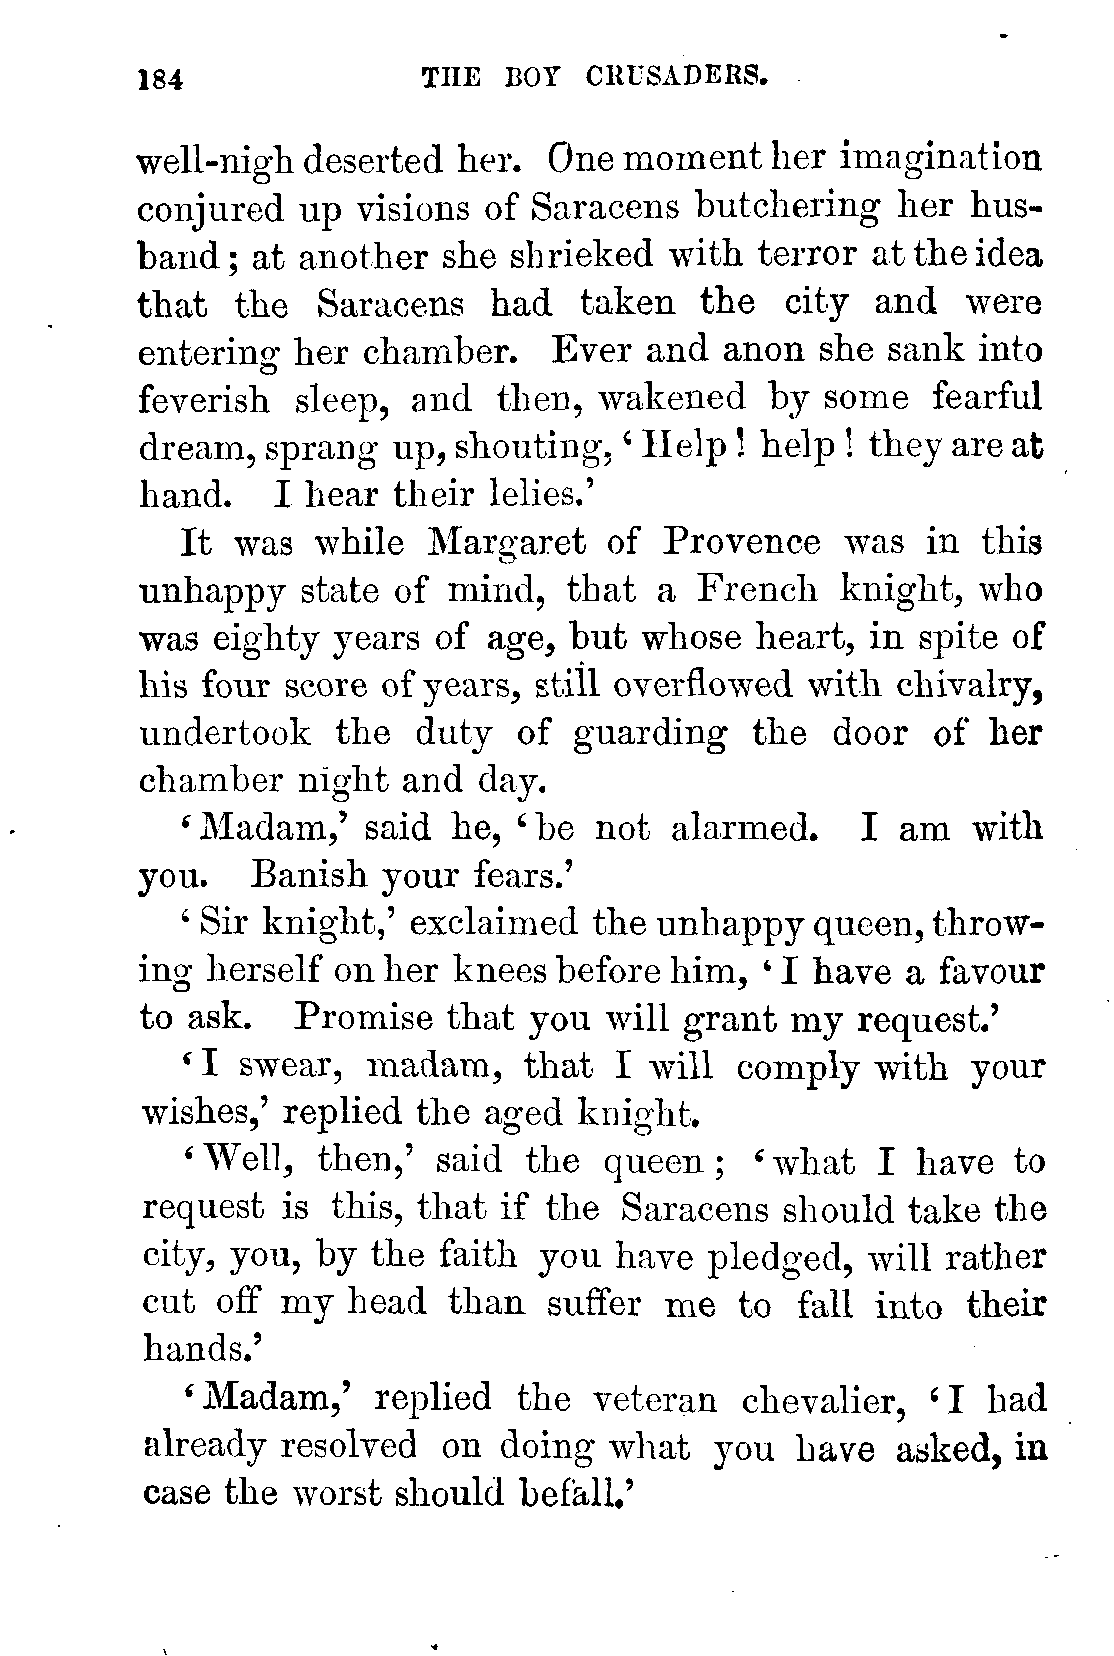 184 THE BOY CRUSADERS.
well-nigh deserted her. One moment her imagination
conjured up visions of Saracens butchering her hus-
band; at another she shrieked with terror at the idea
that the Saracens had taken the city and were
entering her chamber. Ever and anon she sank into
feverish sleep, and then, wakened by some fearful
dream, sprang up, shouting, ‘Help! help! they are at
hand. I hear their lelies.’
It was while Margaret of Provence was in this
unhappy state of mind, that a French knight, who
was eighty years of age, but whose heart, in spite of
his four score of years, still overflowed with chivalry,
undertook the duty of guarding the door of her
chamber night and day.
‘Madam,’ said he, ‘be not alarmed. I am with
you. Banish your fears.’
‘Sir knight,’ exclaimed the unhappy queen, throw-
ing herself on her knees before him, ‘I have a favour
to ask. Promise that you will grant my request.’
‘I swear, madam, that I will comply with your
wishes,’ replied the aged knight.
‘Well, then,’ said the queen; ‘what I have to
request is this, that if the Saracens should take the
city, you, by the faith you have pledged, will rather
cut off my head than suffer me to fall into their
hands.’
‘Madam,’ replied the veteran chevalier, ‘I had
already resolved on doing what you have asked, in
case the worst should befall.’